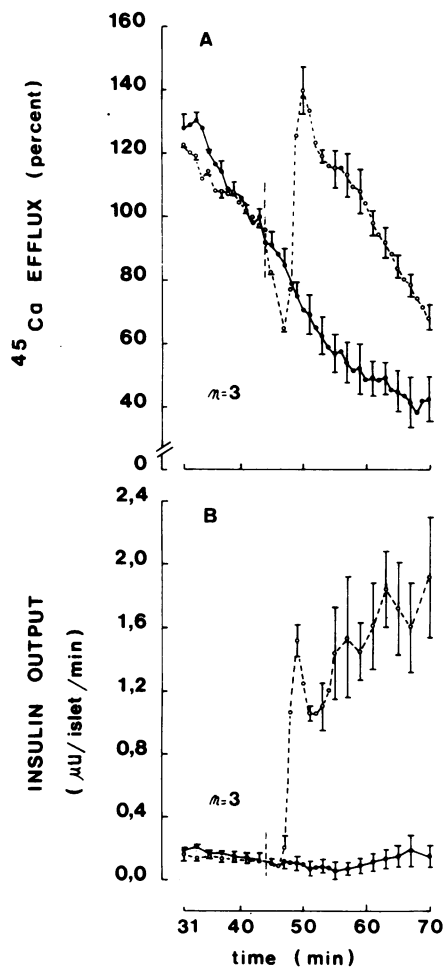 160
A
140
120
100
80
60
40
0
45Ca EFFLUX (percent)
n=3
2,4
B
2,0
1,6
1,2
0,8
0,4
0,0
INSULIN OUTPUT
(µU/islet/min)
n=3
31 40 50 60 70
time (min)